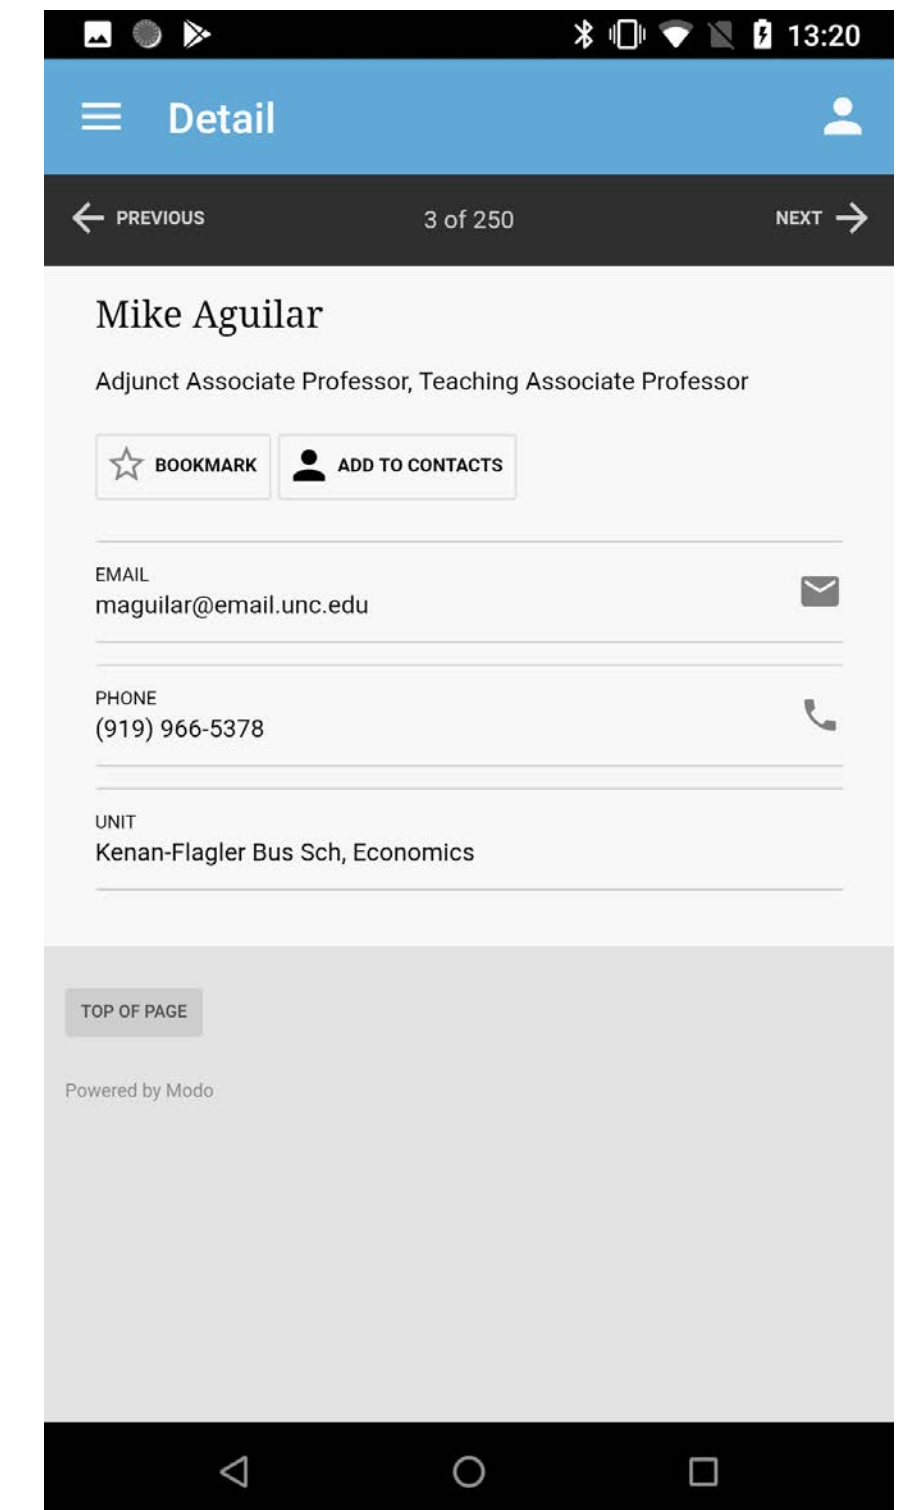 13:20
Detail
PREVIOUS 3 of 250 NEXT
Mike Aguilar
Adjunct Associate Professor, Teaching Associate Professor
BOOKMARK ADD TO CONTACTS
EMAIL
maguilar@email.unc.edu
PHONE
(919) 966-5378
UNIT
Kenan-Flagler Bus Sch, Economics
TOP OF PAGE
Powered by Modo